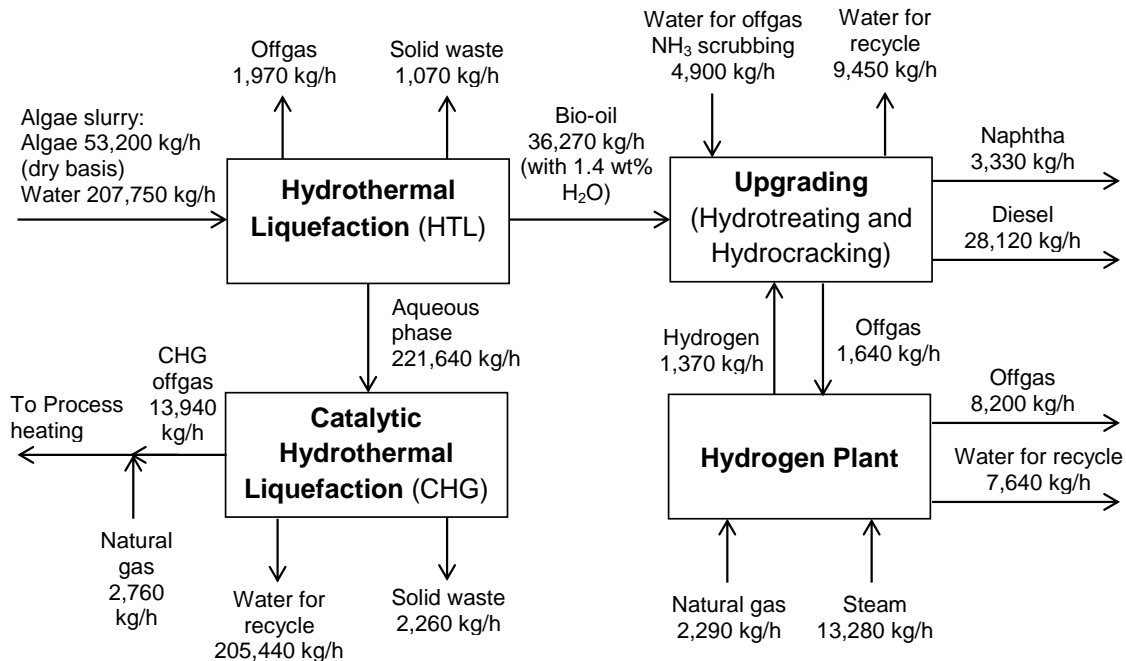 Offgas
1,970 kg/h
Solid waste
1,070 kg/h
Water for offgas
NH₃ scrubbing
4,900 kg/h
Water for
recycle
9,450 kg/h
Algae slurry:
Algae 53,200 kg/h
(dry basis)
Water 207,750 kg/h
Hydrothermal
Liquefaction (HTL)
Bio-oil
36,270 kg/h
(with 1.4 wt%
H₂O)
Upgrading
(Hydrotreating and
Hydrocracking)
Naphtha
3,330 kg/h
Diesel
28,120 kg/h
Aqueous
phase
221,640 kg/h
Hydrogen
1,370 kg/h
Offgas
1,640 kg/h
To Process
heating
CHG
offgas
13,940
kg/h
Catalytic
Hydrothermal
Liquefaction (CHG)
Hydrogen Plant
Offgas
8,200 kg/h
Water for recycle
7,640 kg/h
Natural
gas
2,760
kg/h
Water for
recycle
205,440 kg/h
Solid waste
2,260 kg/h
Natural gas
2,290 kg/h
Steam
13,280 kg/h